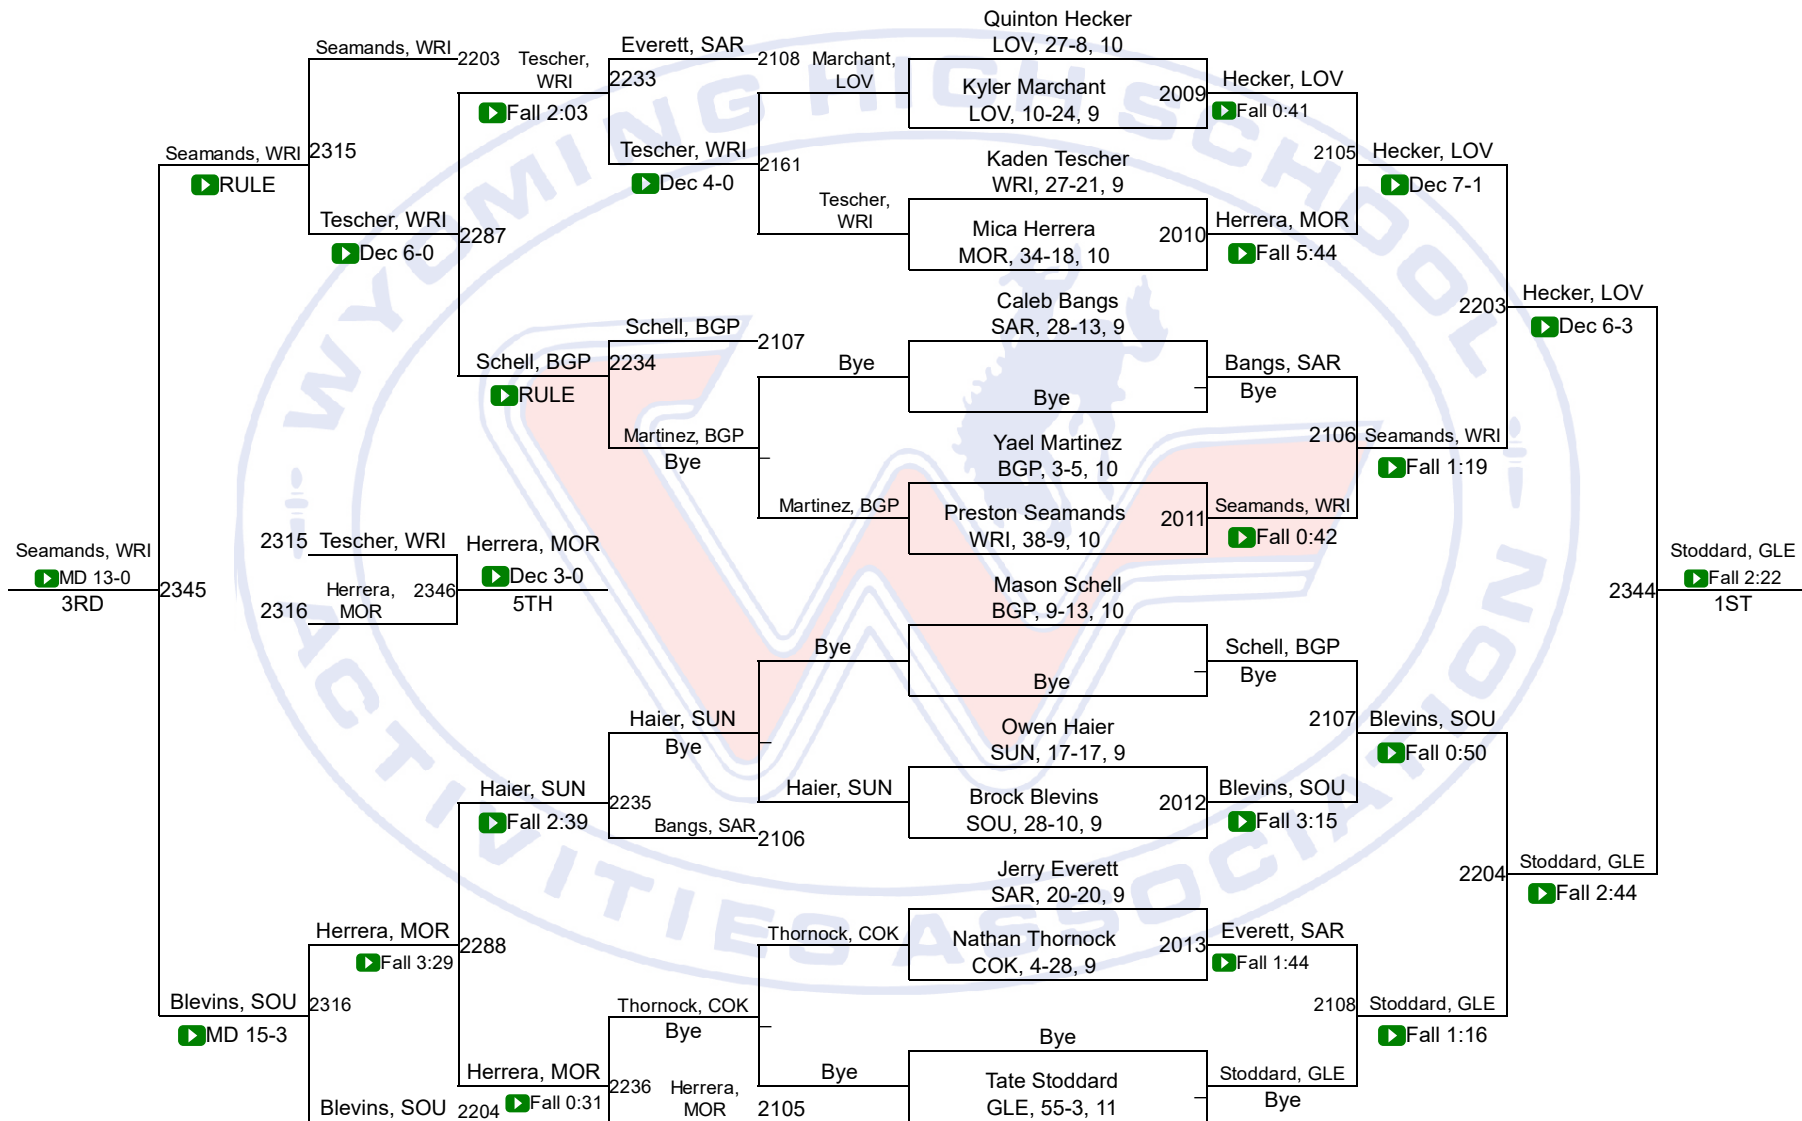 Quinton Hecker
LOV, 27-8, 10
Seamands, WRI
2203
Tescher,
WRI
Everett, SAR
2108
Marchant,
LOV
2233
Fall 2:03
Kyler Marchant
LOV, 10-24, 9
2009
Hecker, LOV
Fall 0:41
Seamands, WRI
2315
RULE
Tescher, WRI
2161
Dec 4-0
Kaden Tescher
WRI, 27-21, 9
2105
Hecker, LOV
Dec 7-1
Tescher,
WRI
Tescher, WRI
2287
Dec 6-0
Mica Herrera
MOR, 34-18, 10
2010
Herrera, MOR
Fall 5:44
Caleb Bangs
SAR, 28-13, 9
2203
Hecker, LOV
Dec 6-3
Schell, BGP
2107
Schell, BGP
2234
RULE
Bye
Bye
Bangs, SAR
Bye
Martinez, BGP
Bye
Yael Martinez
BGP, 3-5, 10
2106
Seamands, WRI
Fall 1:19
Martinez, BGP
Preston Seamands
WRI, 38-9, 10
2011
Seamands, WRI
Fall 0:42
2315
Tescher, WRI
Herrera, MOR
Dec 3-0
5TH
Herrera,
MOR
2346
2316
Seamands, WRI
MD 13-0
3RD
2345
Mason Schell
BGP, 9-13, 10
2344
Stoddard, GLE
Fall 2:22
1ST
Bye
Bye
Schell, BGP
Bye
Haier, SUN
Bye
Owen Haier
SUN, 17-17, 9
2107
Blevins, SOU
Fall 0:50
Haier, SUN
Fall 2:39
2235
Haier, SUN
Brock Blevins
SOU, 28-10, 9
2012
Blevins, SOU
Fall 3:15
Bangs, SAR
2106
Jerry Everett
SAR, 20-20, 9
2204
Stoddard, GLE
Fall 2:44
Herrera, MOR
2288
Fall 3:29
Thornock, COK
Nathan Thornock
COK, 4-28, 9
2013
Everett, SAR
Fall 1:44
Blevins, SOU
2316
MD 15-3
Thornock, COK
Bye
Bye
2108
Stoddard, GLE
Fall 1:16
Herrera, MOR
2236
Fall 0:31
Herrera,
MOR
2105
Bye
Tate Stoddard
GLE, 55-3, 11
Stoddard, GLE
Bye
Blevins, SOU
2204
WYOMING HIGH SCHOOL
ACTIVITIES ASSOCIATION